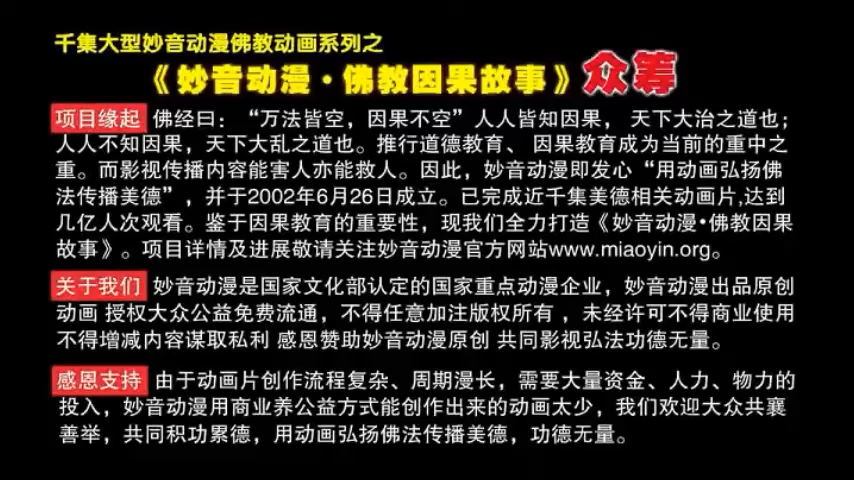 千集大型妙音动漫佛教动画系列之
《妙音动漫·佛教因果故事》众筹
项目缘起 佛经曰：“万法皆空，因果不空”人人皆知因果， 天下大治之道也；
人人不知因果，天下大乱之道也。推行道德教育、 因果教育成为当前的重中之
重。而影视传播内容能害人亦能救人。因此，妙音动漫即发心“用动画弘扬佛
法传播美德”，并于2002年6月26日成立。已完成近千集美德相关动画片,达到
几亿人次观看。鉴于因果教育的重要性，现我们全力打造《妙音动漫•佛教因果
故事》。项目详情及进展敬请关注妙音动漫官方网站www.miaoyin.org。
关于我们 妙音动漫是国家文化部认定的国家重点动漫企业，妙音动漫出品原创
动画 授权大众公益免费流通，不得任意加注版权所有 ，未经许可不得商业使用
不得增减内容谋取私利 感恩赞助妙音动漫原创 共同影视弘法功德无量。
感恩支持 由于动画片创作流程复杂、周期漫长，需要大量资金、人力、物力的
投入，妙音动漫用商业养公益方式能创作出来的动画太少，我们欢迎大众共襄
善举，共同积功累德，用动画弘扬佛法传播美德，功德无量。